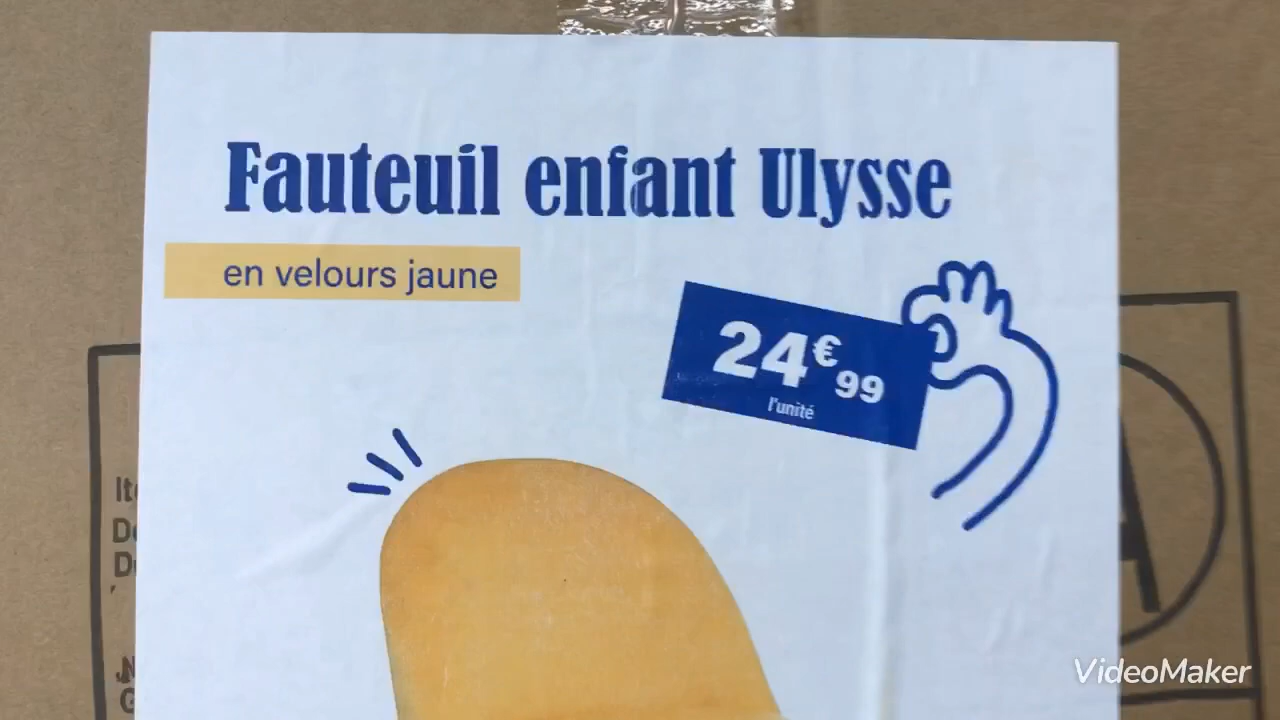 Fauteuil enfant Ulysse
en velours jaune
24€99
l'unité
VideoMaker